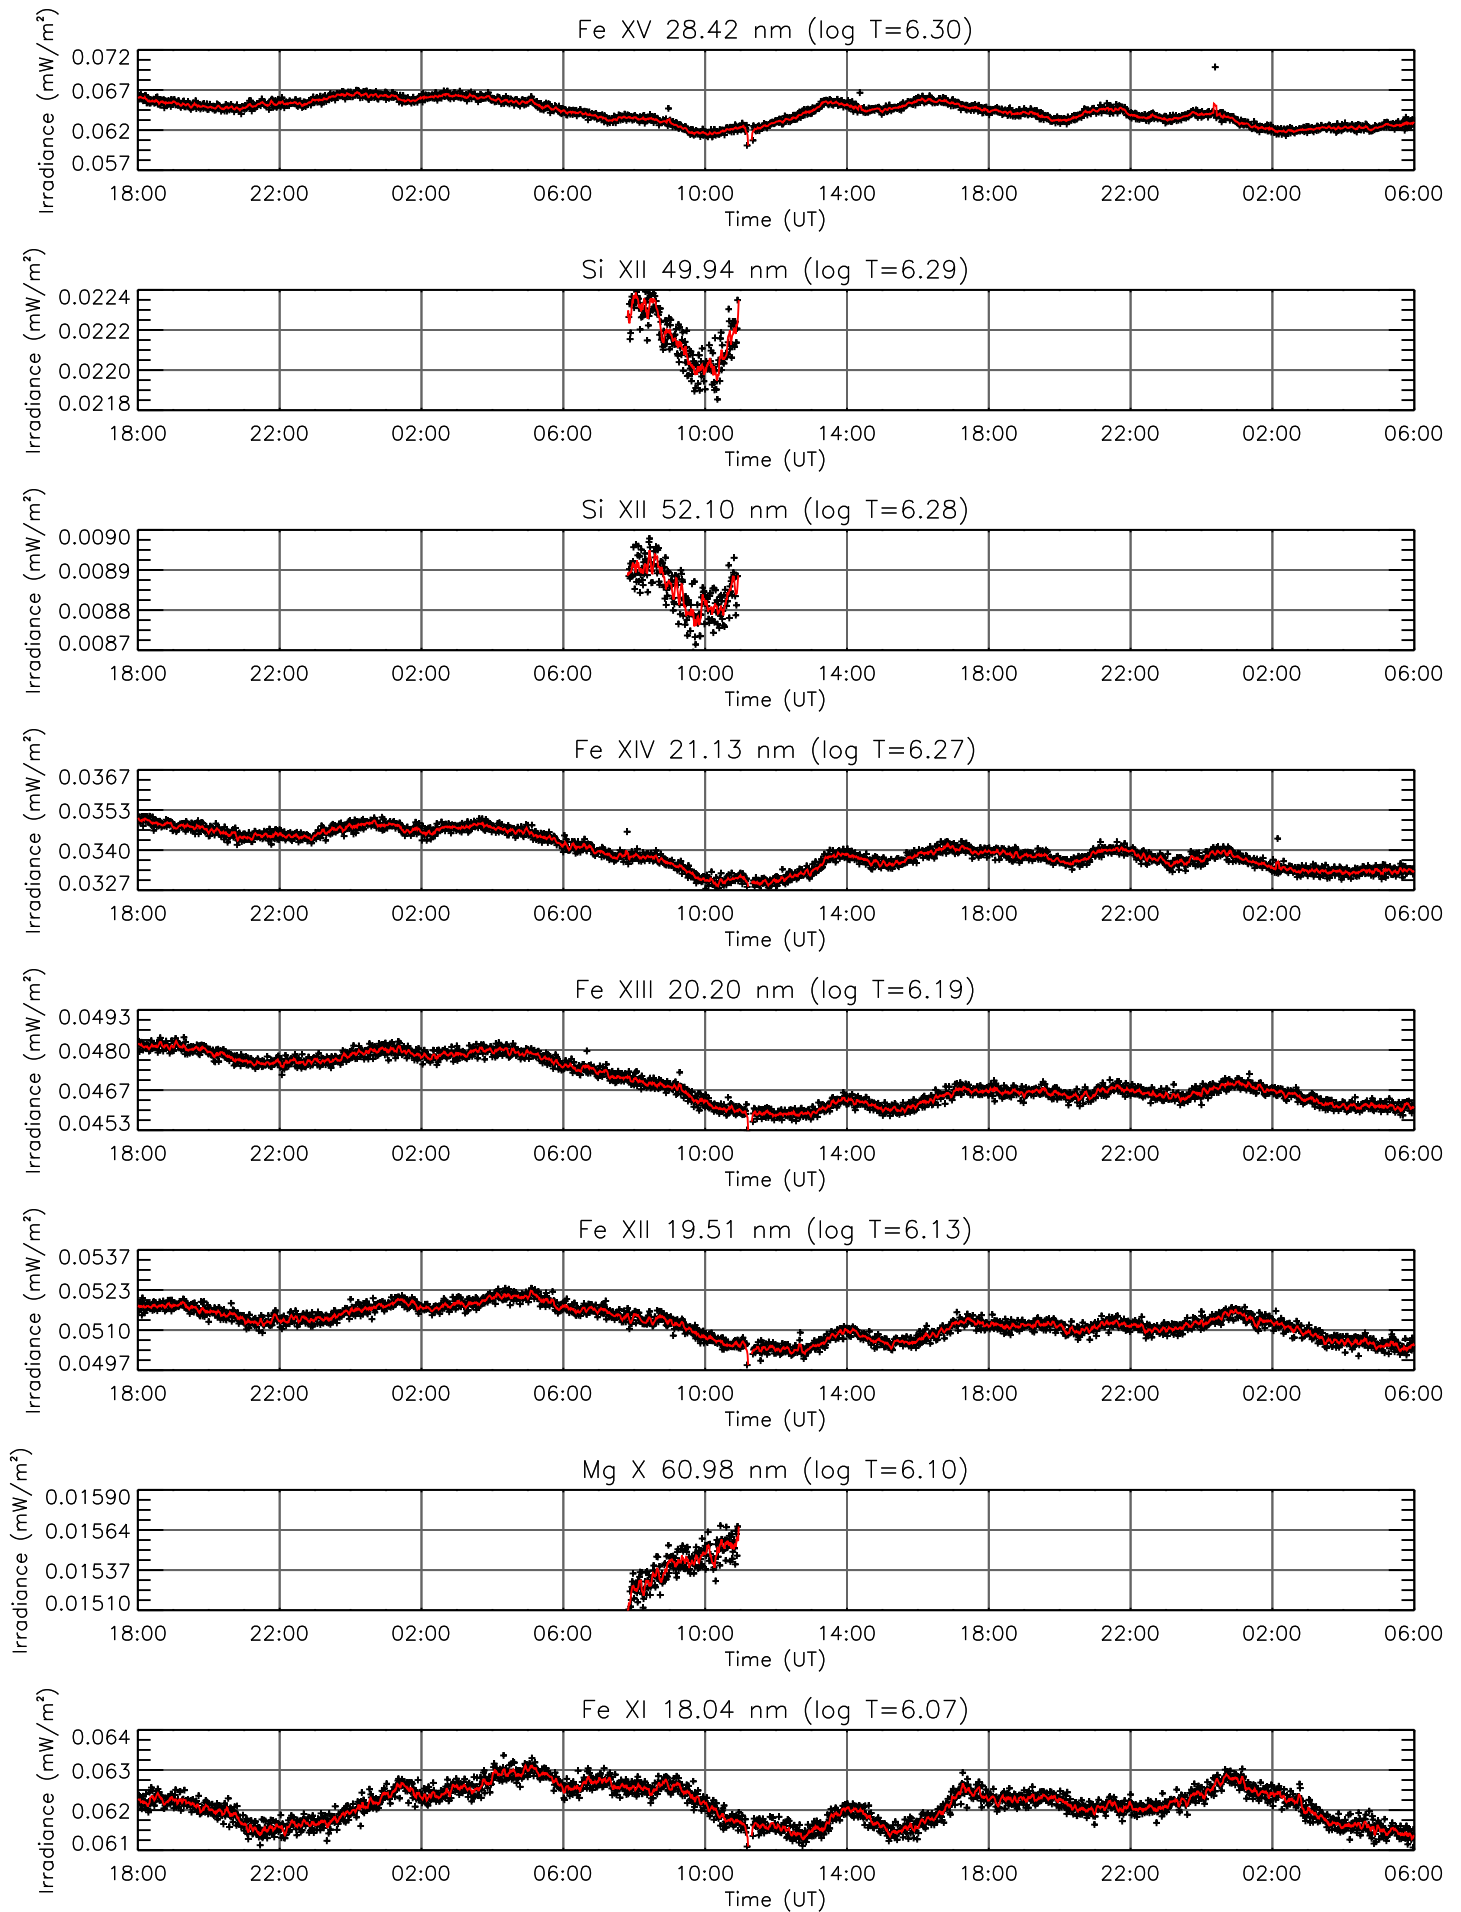 Fe XV 28.42 nm (log T=6.30)
Irradiance (mW/m²)
0.072
0.067
0.062
0.057
18:00 22:00 02:00 06:00 10:00 14:00 18:00 22:00 02:00 06:00
Time (UT)
Si XII 49.94 nm (log T=6.29)
Irradiance (mW/m²)
0.0224
0.0222
0.0220
0.0218
18:00 22:00 02:00 06:00 10:00 14:00 18:00 22:00 02:00 06:00
Time (UT)
Si XII 52.10 nm (log T=6.28)
Irradiance (mW/m²)
0.0090
0.0089
0.0088
0.0087
18:00 22:00 02:00 06:00 10:00 14:00 18:00 22:00 02:00 06:00
Time (UT)
Fe XIV 21.13 nm (log T=6.27)
Irradiance (mW/m²)
0.0367
0.0353
0.0340
0.0327
18:00 22:00 02:00 06:00 10:00 14:00 18:00 22:00 02:00 06:00
Time (UT)
Fe XIII 20.20 nm (log T=6.19)
Irradiance (mW/m²)
0.0493
0.0480
0.0467
0.0453
18:00 22:00 02:00 06:00 10:00 14:00 18:00 22:00 02:00 06:00
Time (UT)
Fe XII 19.51 nm (log T=6.13)
Irradiance (mW/m²)
0.0537
0.0523
0.0510
0.0497
18:00 22:00 02:00 06:00 10:00 14:00 18:00 22:00 02:00 06:00
Time (UT)
Mg X 60.98 nm (log T=6.10)
Irradiance (mW/m²)
0.01590
0.01564
0.01537
0.01510
18:00 22:00 02:00 06:00 10:00 14:00 18:00 22:00 02:00 06:00
Time (UT)
Fe XI 18.04 nm (log T=6.07)
Irradiance (mW/m²)
0.064
0.063
0.062
0.061
18:00 22:00 02:00 06:00 10:00 14:00 18:00 22:00 02:00 06:00
Time (UT)